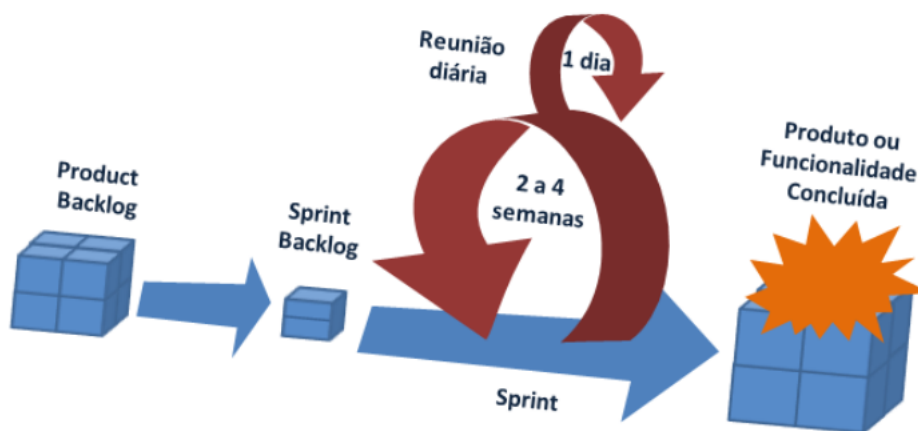 Product
Backlog
Sprint
Backlog
Reunião
diária
1 dia
2 a 4
semanas
Sprint
Produto ou
Funcionalidade
Concluída